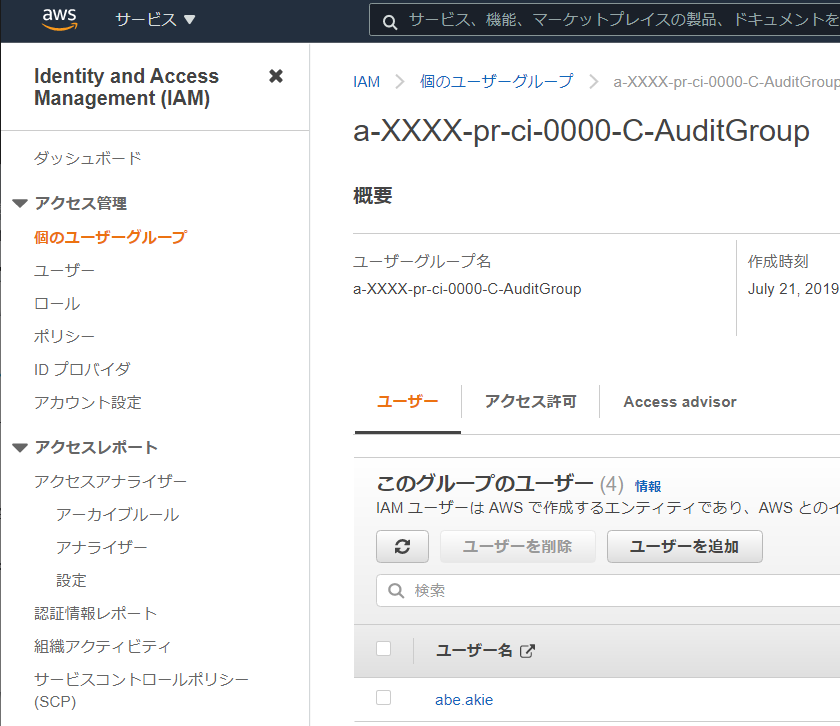 aws
サービス
サービス、機能、マーケットプレイスの製品、ドキュメントを
Identity and Access
Management (IAM)
ダッシュボード
アクセス管理
個のユーザーグループ
ユーザー
ロール
ポリシー
ID プロバイダ
アカウント設定
アクセスレポート
アクセスアナライザー
アーカイブルール
アナライザー
設定
認証情報レポート
組織アクティビティ
サービスコントロールポリシー
(SCP)
IAM 個のユーザーグループ a-XXXX-pr-ci-0000-C-AuditGroup
a-XXXX-pr-ci-0000-C-AuditGroup
概要
ユーザーグループ名
a-XXXX-pr-ci-0000-C-AuditGroup
作成時刻
July 21, 2019
ユーザー アクセス許可 Access advisor
このグループのユーザー (4) 情報
IAM ユーザーは AWS で作成するエンティティであり、AWS とのイ
ユーザーを削除 ユーザーを追加
検索
ユーザー名
abe.akie